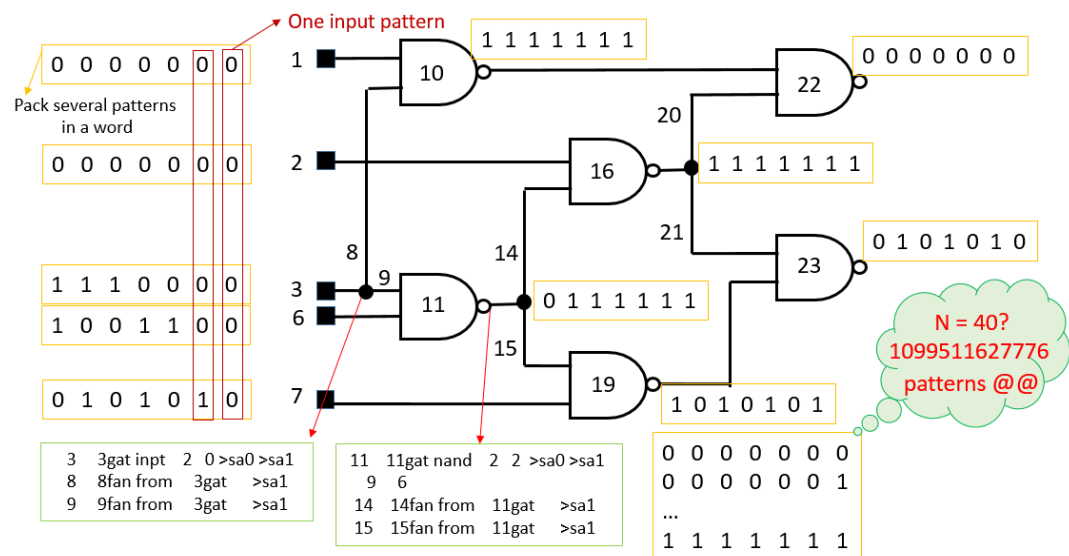 One input pattern
0 0 0 0 0 0 0
Pack several patterns
in a word
0 0 0 0 0 0 0
1 1 1 0 0 0 0
1 0 0 1 1 0 0
0 1 0 1 0 1 0
1
2
3
6
7
8
9
10
1 1 1 1 1 1 1
11
0 1 1 1 1 1 1
14
15
16
1 1 1 1 1 1 1
19
1 0 1 0 1 0 1
20
21
22
0 0 0 0 0 0 0
23
0 1 0 1 0 1 0
N = 40?
1099511627776
patterns @@
3 3gat inpt 2 0 >sa0 >sa1
8 8fan from 3gat >sa1
9 9fan from 3gat >sa1
11 11gat nand 2 2 >sa0 >sa1
9 6
14 14fan from 11gat >sa1
15 15fan from 11gat >sa1
0 0 0 0 0 0 0
0 0 0 0 0 0 1
...
1 1 1 1 1 1 1